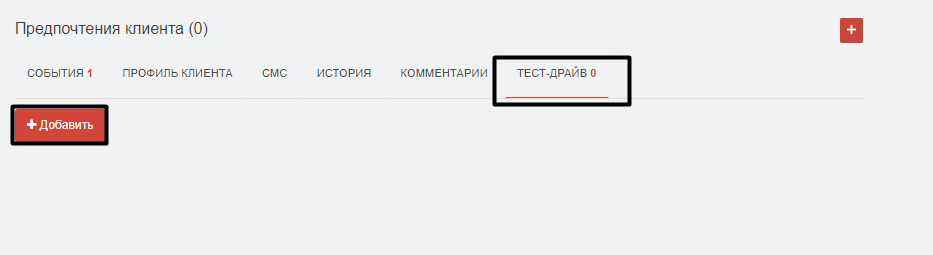 Предпочтения клиента (0)
СОБЫТИЯ 1 ПРОФИЛЬ КЛИЕНТА СМС ИСТОРИЯ КОММЕНТАРИИ ТЕСТ-ДРАЙВ 0
+ Добавить